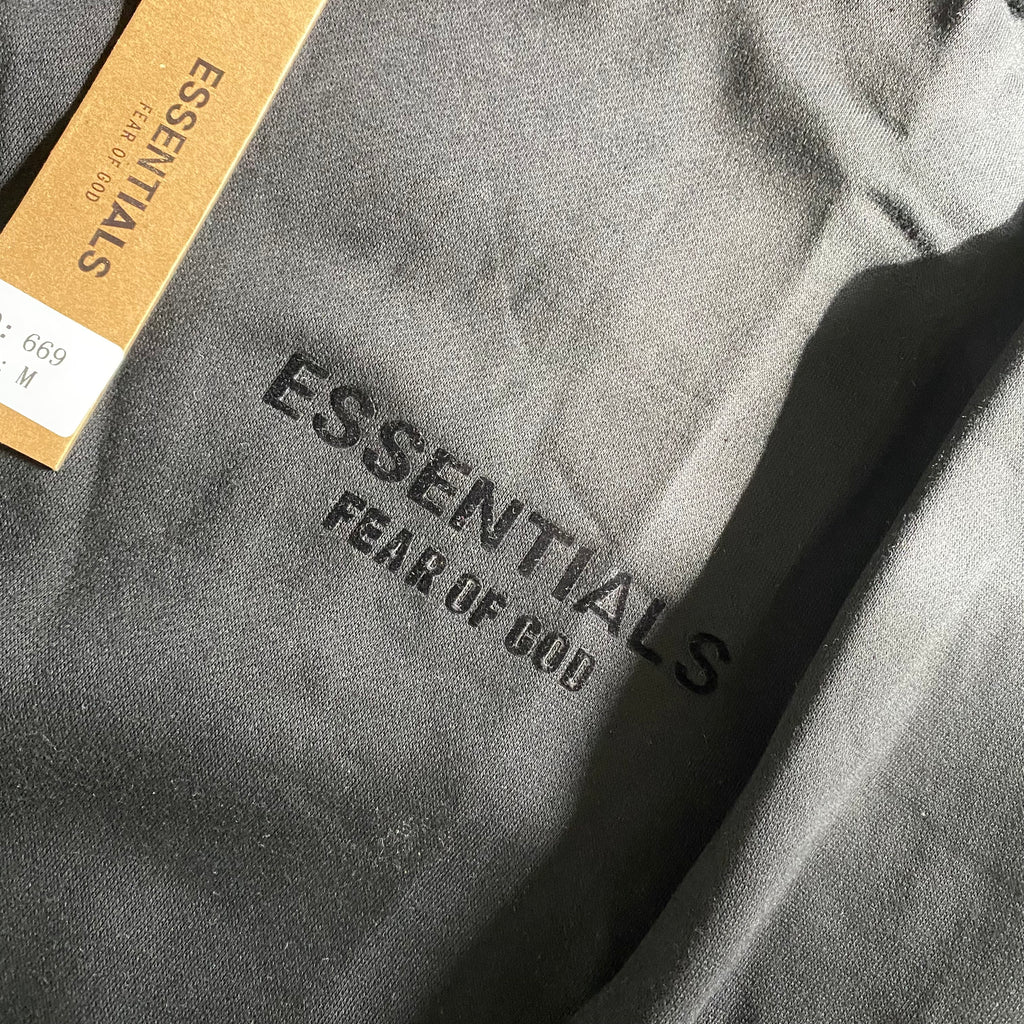 ESSENTIALS
FEAR OF GOD
: 669
: M
ESSENTIALS
FEAR OF GOD